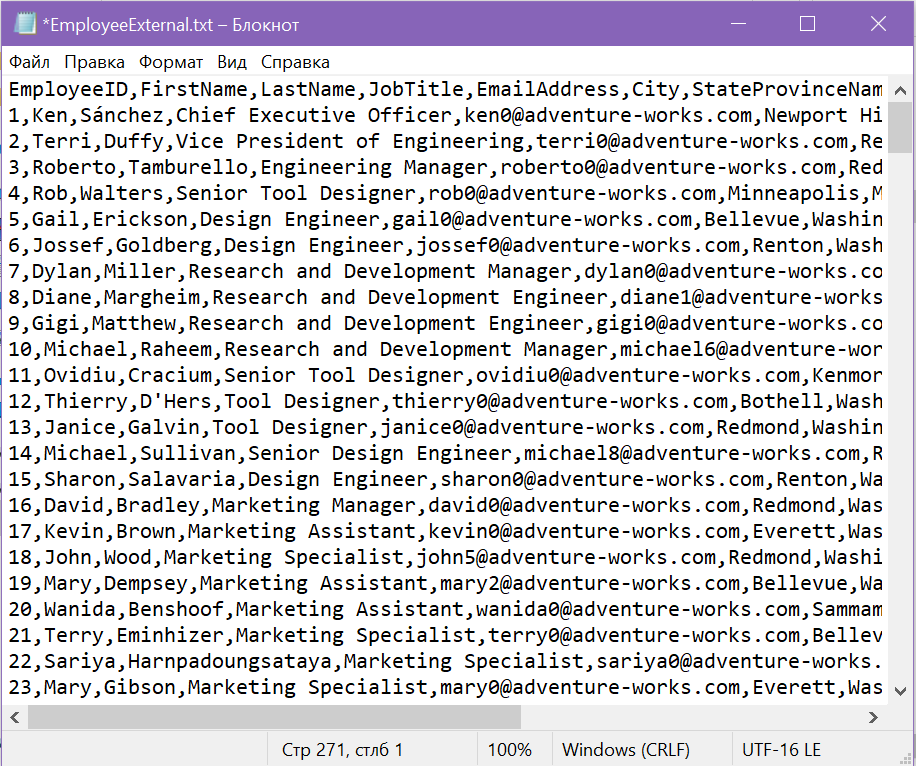 *EmployeeExternal.txt – Блокнот
Файл Правка Формат Вид Справка
EmployeeID,FirstName,LastName,JobTitle,EmailAddress,City,StateProvinceNam
1,Ken,Sánchez,Chief Executive Officer,ken0@adventure-works.com,Newport Hi
2,Terri,Duffy,Vice President of Engineering,terri0@adventure-works.com,Re
3,Roberto,Tamburello,Engineering Manager,roberto0@adventure-works.com,Red
4,Rob,Walters,Senior Tool Designer,rob0@adventure-works.com,Minneapolis,M
5,Gail,Erickson,Design Engineer,gail0@adventure-works.com,Bellevue,Washin
6,Jossef,Goldberg,Design Engineer,jossef0@adventure-works.com,Renton,Wash
7,Dylan,Miller,Research and Development Manager,dylan0@adventure-works.co
8,Diane,Margheim,Research and Development Engineer,diane1@adventure-works
9,Gigi,Matthew,Research and Development Engineer,gigi0@adventure-works.co
10,Michael,Raheem,Research and Development Manager,michael6@adventure-wor
11,Ovidiu,Cracium,Senior Tool Designer,ovidiu0@adventure-works.com,Kenmor
12,Thierry,D'Hers,Tool Designer,thierry0@adventure-works.com,Bothell,Wash
13,Janice,Galvin,Tool Designer,janice0@adventure-works.com,Redmond,Washin
14,Michael,Sullivan,Senior Design Engineer,michael8@adventure-works.com,R
15,Sharon,Salavaria,Design Engineer,sharon0@adventure-works.com,Renton,Wa
16,David,Bradley,Marketing Manager,david0@adventure-works.com,Redmond,Was
17,Kevin,Brown,Marketing Assistant,kevin0@adventure-works.com,Everett,Was
18,John,Wood,Marketing Specialist,john5@adventure-works.com,Redmond,Washi
19,Mary,Dempsey,Marketing Assistant,mary2@adventure-works.com,Bellevue,Wa
20,Wanida,Benshoof,Marketing Assistant,wanida0@adventure-works.com,Sammam
21,Terry,Eminhizer,Marketing Specialist,terry0@adventure-works.com,Bellev
22,Sariya,Harnpadoungsataya,Marketing Specialist,sariya0@adventure-works.
23,Mary,Gibson,Marketing Specialist,mary0@adventure-works.com,Everett,Was
Стр 271, стлб 1 100% Windows (CRLF) UTF-16 LE